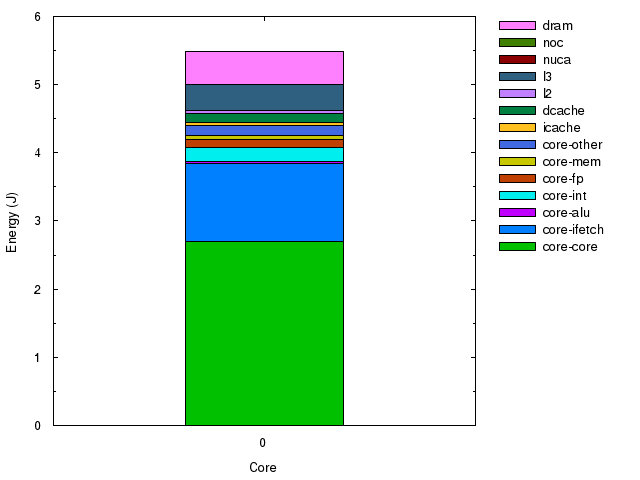 6
5
4
3
2
1
0
Energy (J)
0
Core
dram
noc
nuca
l3
l2
dcache
icache
core-other
core-mem
core-fp
core-int
core-alu
core-ifetch
core-core